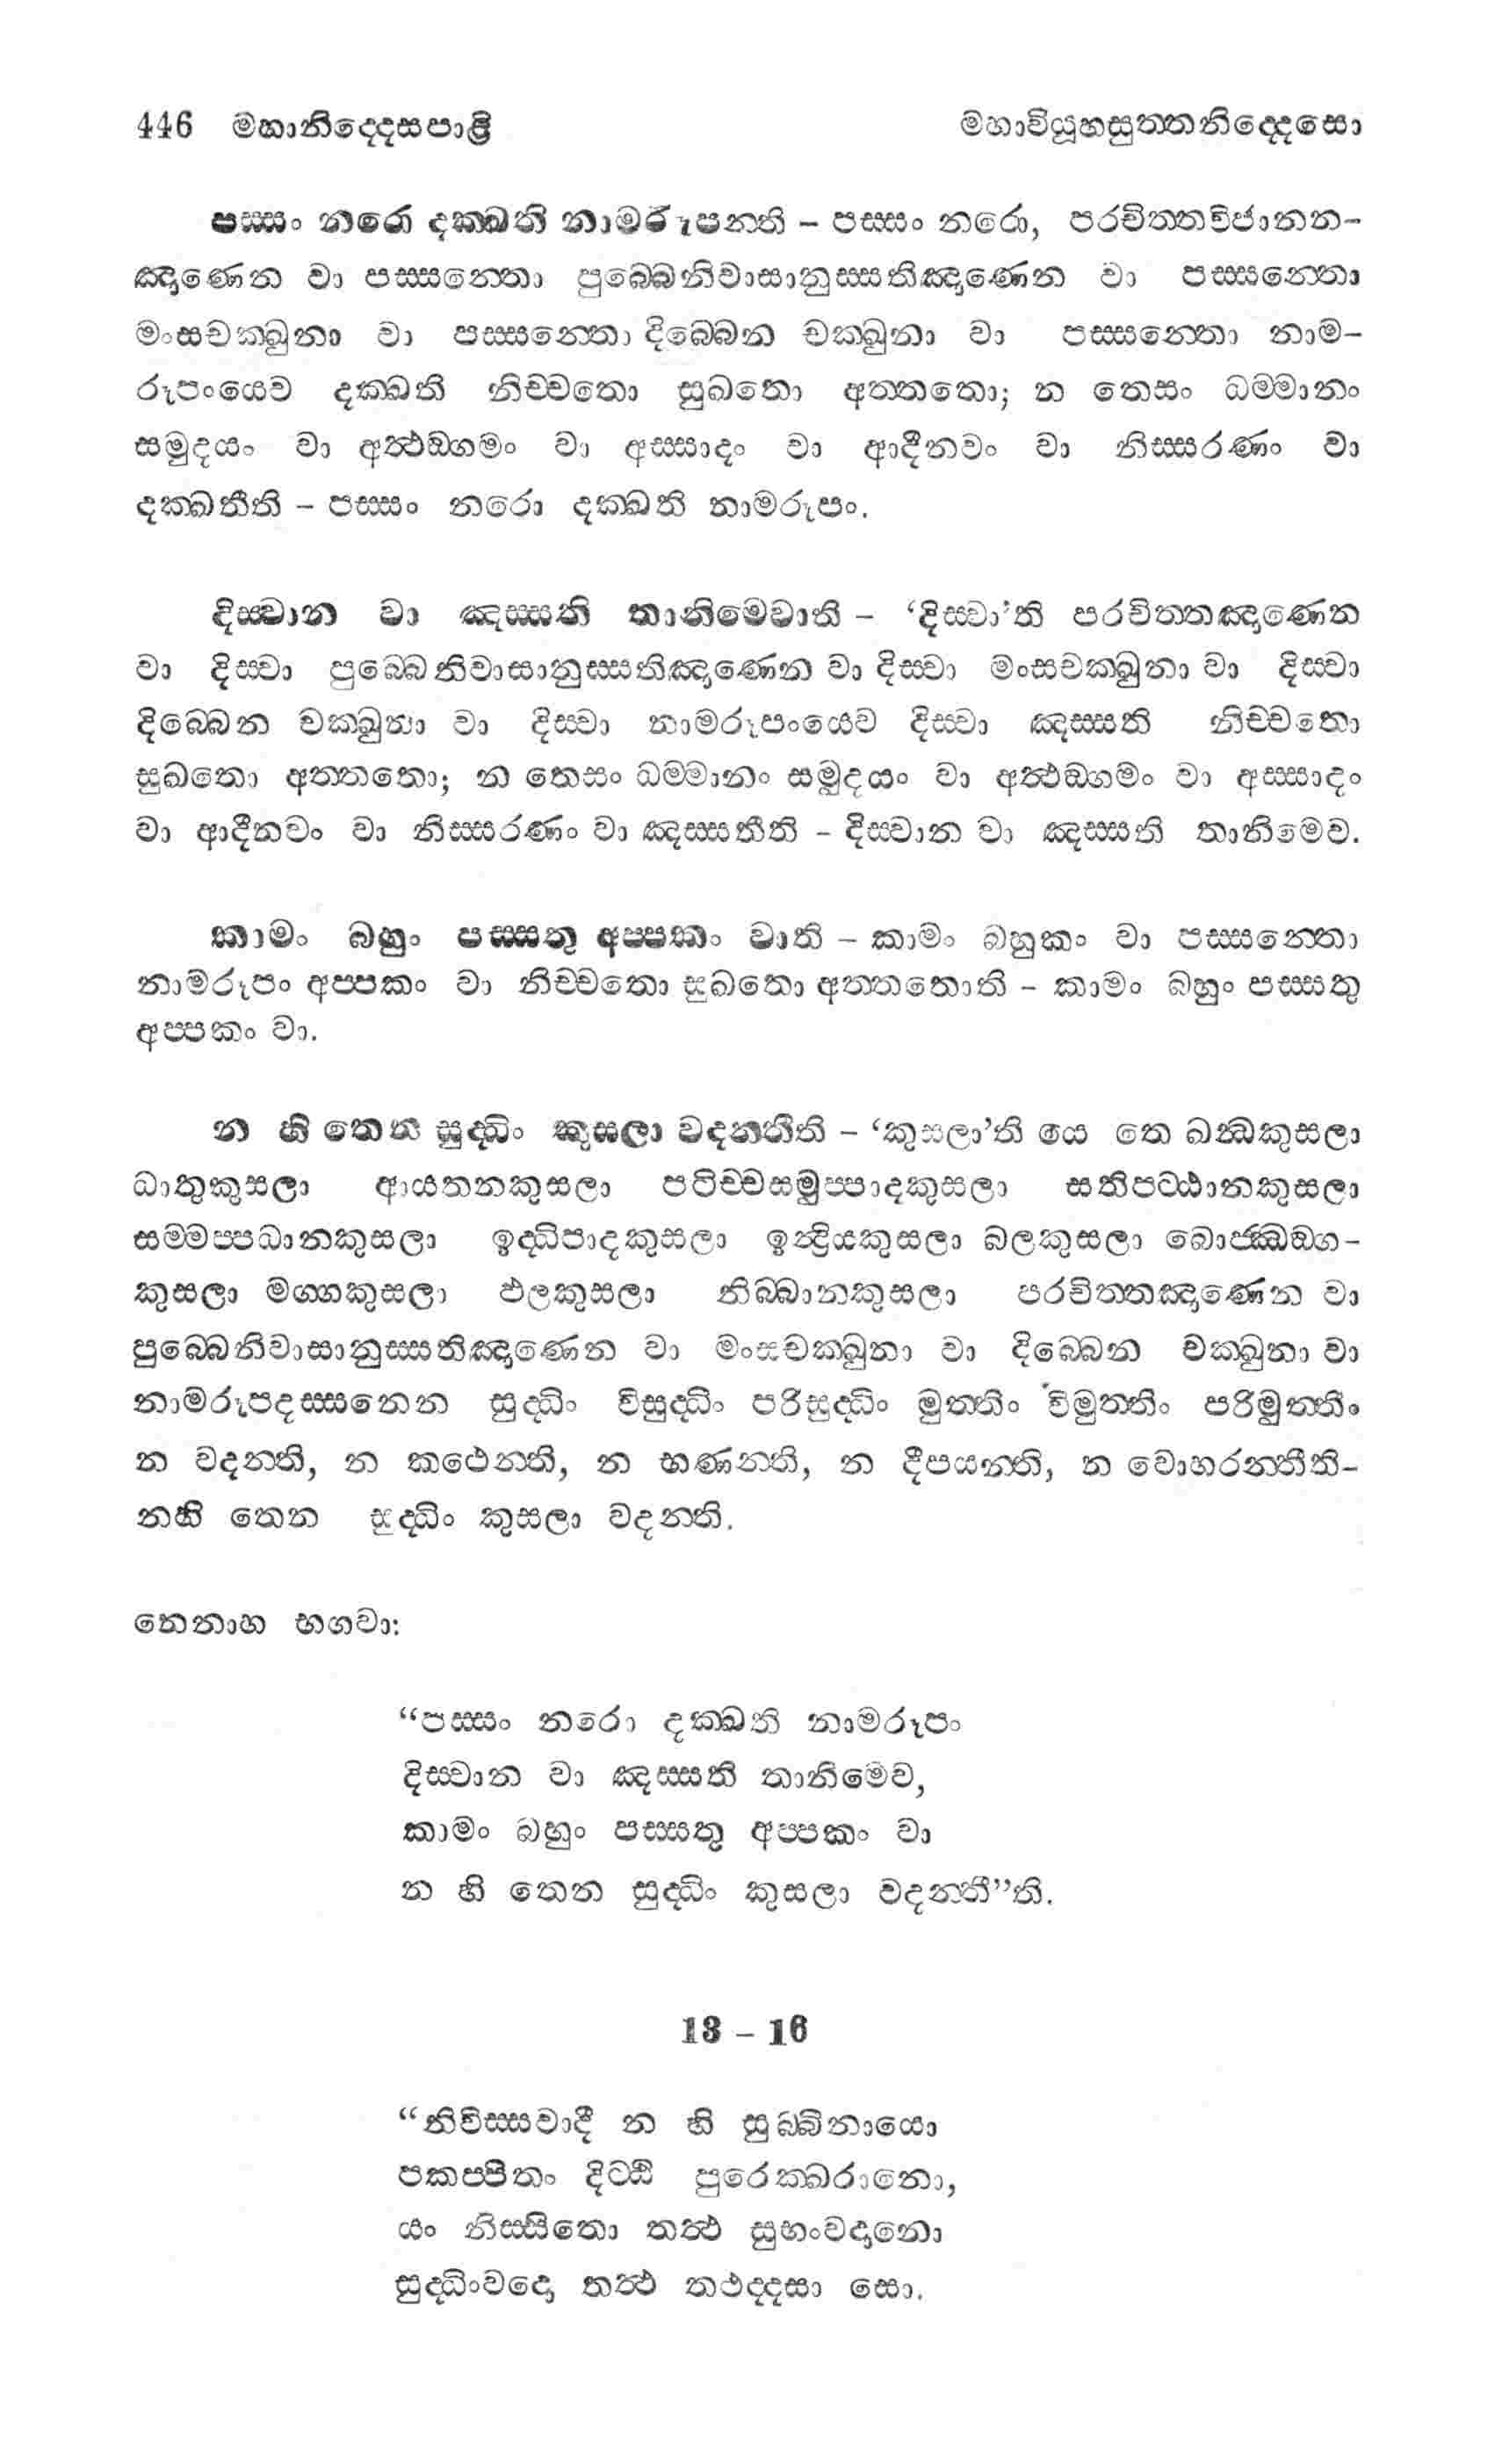 446 මහානිද්දෙසපාළි මහාවියූහසුත්තනිද්දෙසො
පස්සං නරො දක්ඛති නාමරූපන්ති – පස්සං නරො, පරචිත්තවිජානන-
ඤාණෙන වා පස්සන්තො පුබ්බෙනිවාසානුස්සතිඤාණෙන වා පස්සන්තො
මංසචක්ඛුනා වා පස්සන්තො දිබ්බෙන චක්ඛුනා වා පස්සන්තො නාම-
රූපංයෙව දක්ඛති නිච්චතො සුඛතො අත්තතො; න තෙසං ධම්මානං
සමුදයං වා අත්ථඞ්ගමං වා අස්සාදං වා ආදීනවං වා නිස්සරණං වා
දක්ඛතීති – පස්සං නරො දක්ඛති නාමරූපං.
දිස්වාන වා ඤස්සති තානිමෙවාති – ‘දිස්වා’ති පරචිත්තඤාණෙන
වා දිස්වා පුබ්බෙනිවාසානුස්සතිඤාණෙන වා දිස්වා මංසචක්ඛුනා වා දිස්වා
දිබ්බෙන චක්ඛුනා වා දිස්වා නාමරූපංයෙව දිස්වා ඤස්සති නිච්චතො
සුඛතො අත්තතො; න තෙසං ධම්මානං සමුදයං වා අත්ථඞ්ගමං වා අස්සාදං
වා ආදීනවං වා නිස්සරණං වා ඤස්සතීති – දිස්වාන වා ඤස්සති තානිමෙව.
කාමං බහුං පස්සතු අප්පකං වාති – කාමං බහුකං වා පස්සන්තො
නාමරූපං අප්පකං වා නිච්චතො සුඛතො අත්තතොති – කාමං බහුං පස්සතු
අප්පකං වා.
න හි තෙන සුද්ධිං කුසලා වදන්තීති – ‘කුසලා’ති යෙ තෙ ඛන්ධකුසලා
ධාතුකුසලා ආයතනකුසලා පටිච්චසමුප්පාදකුසලා සතිපට්ඨානකුසලා
සම්මප්පධානකුසලා ඉද්ධිපාදකුසලා ඉන්ද්‍රියකුසලා බලකුසලා බොජ්ඣඞ්ග-
කුසලා මග්ගකුසලා ඵලකුසලා නිබ්බානකුසලා පරචිත්තඤාණෙන වා
පුබ්බෙනිවාසානුස්සතිඤාණෙන වා මංසචක්ඛුනා වා දිබ්බෙන චක්ඛුනා වා
නාමරූපදස්සනෙන සුද්ධිං විසුද්ධිං පරිසුද්ධිං මුත්තිං විමුත්තිං පරිමුත්තිං
න වදන්ති, න කථෙන්ති, න භණන්ති, න දීපයන්ති, න වොහරන්තීති-
නහි තෙන සුද්ධිං කුසලා වදන්ති.
තෙනාහ භගවා:
“පස්සං නරො දක්ඛති නාමරූපං
දිස්වාන වා ඤස්සති තානිමෙව,
කාමං බහුං පස්සතු අප්පකං වා
න හි තෙන සුද්ධිං කුසලා වදන්තී”ති.
13 – 16
“නිවිස්සවාදී න හි සුබ්බිනායො
පකප්පිතං දිට්ඨි පුරෙක්ඛරානො,
යං නිස්සිතො තත්ථ සුභංවදානො
සුද්ධිංවදො තත්ථ තථද්දසා සො.